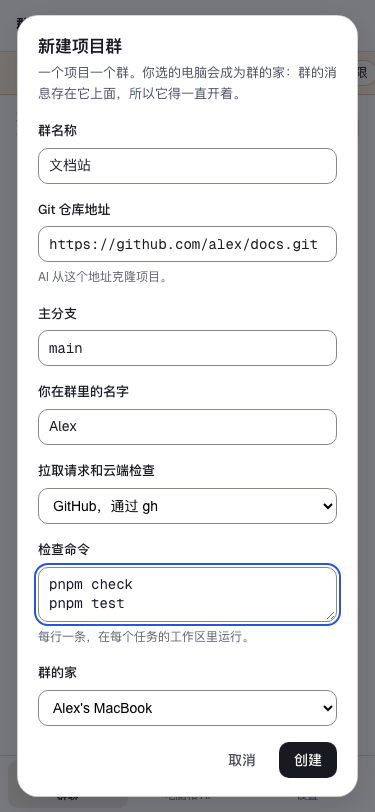 新建项目群
一个项目一个群。你选的电脑会成为群的家：群的消
息存在它上面，所以它得一直开着。
群名称
文档站
Git 仓库地址
https://github.com/alex/docs.git
AI 从这个地址克隆项目。
主分支
main
你在群里的名字
Alex
拉取请求和云端检查
GitHub，通过 gh
检查命令
pnpm check
pnpm test
每行一条，在每个任务的工作区里运行。
群的家
Alex's MacBook
取消
创建